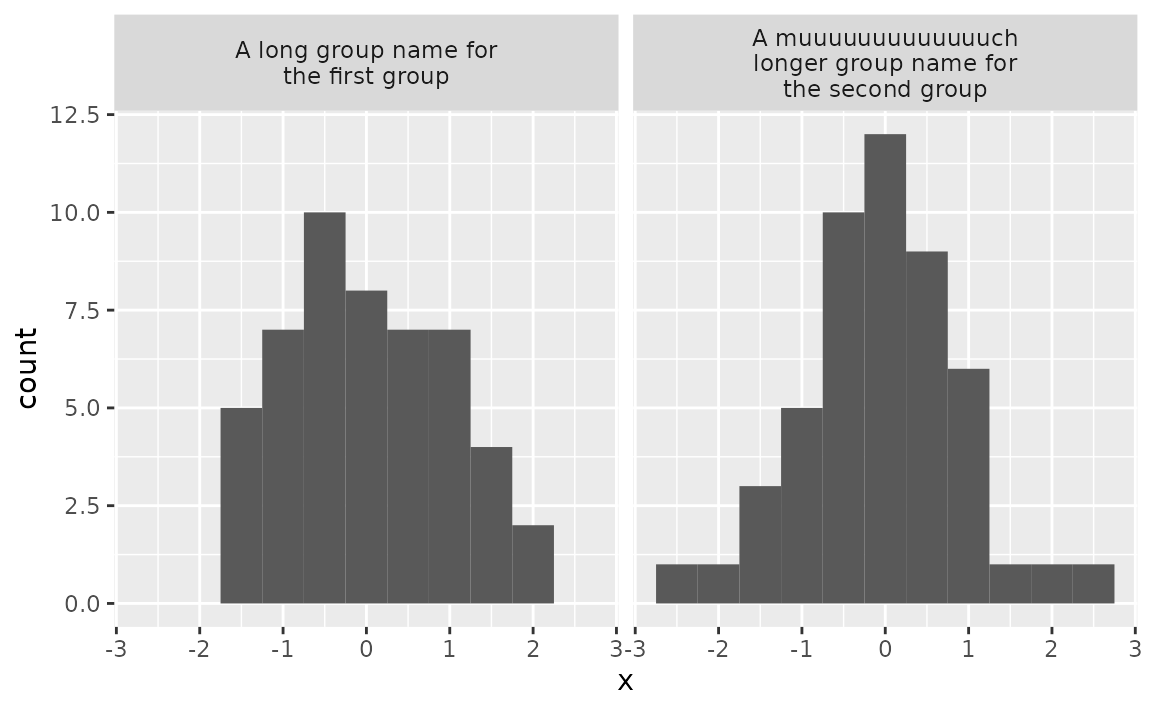 A long group name for
the first group
A muuuuuuuuuuuuuch
longer group name for
the second group
12.5
10.0
7.5
5.0
2.5
0.0
count
-3 -2 -1 0 1 2 3 -3 -2 -1 0 1 2 3
x